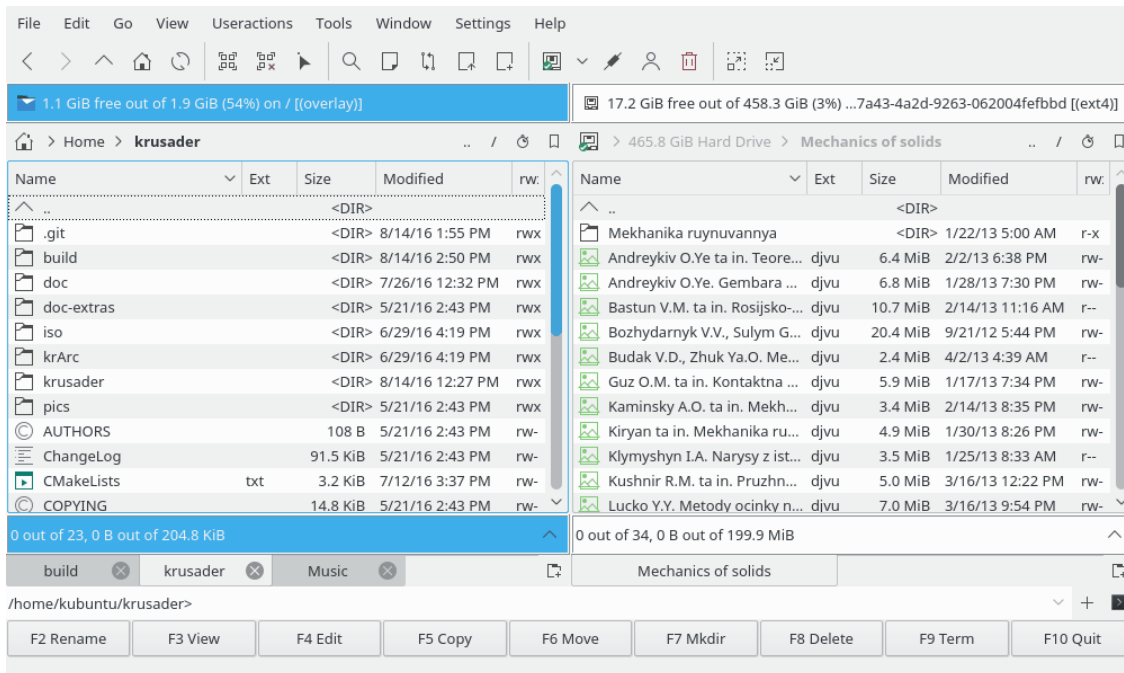 File Edit Go View Useractions Tools Window Settings Help
1.1 GiB free out of 1.9 GiB (54%) on / [(overlay)]
17.2 GiB free out of 458.3 GiB (3%) ...7a43-4a2d-9263-062004fefbbd [(ext4)]
> Home > krusader .. /
> 465.8 GiB Hard Drive > Mechanics of solids .. /
Name Ext Size Modified rw:
.. <DIR>
.git <DIR> 8/14/16 1:55 PM rwx
build <DIR> 8/14/16 2:50 PM rwx
doc <DIR> 7/26/16 12:32 PM rwx
doc-extras <DIR> 5/21/16 2:43 PM rwx
iso <DIR> 6/29/16 4:19 PM rwx
krArc <DIR> 6/29/16 4:19 PM rwx
krusader <DIR> 8/14/16 12:27 PM rwx
pics <DIR> 5/21/16 2:43 PM rwx
AUTHORS 108 B 5/21/16 2:43 PM rw-
ChangeLog 91.5 KiB 5/21/16 2:43 PM rw-
CMakeLists txt 3.2 KiB 7/12/16 3:37 PM rw-
COPYING 14.8 KiB 5/21/16 2:43 PM rw-
0 out of 23, 0 B out of 204.8 KiB
Name Ext Size Modified rw:
.. <DIR>
Mekhanika ruynuvannya <DIR> 1/22/13 5:00 AM r-x
Andreykiv O.Ye ta in. Teore... djvu 6.4 MiB 2/2/13 6:38 PM rw-
Andreykiv O.Ye. Gembara ... djvu 6.8 MiB 1/28/13 7:30 PM rw-
Bastun V.M. ta in. Rosijsko-... djvu 10.7 MiB 2/14/13 11:16 AM r--
Bozhydarnyk V.V., Sulym G... djvu 20.4 MiB 9/21/12 5:44 PM rw-
Budak V.D., Zhuk Ya.O. Me... djvu 2.4 MiB 4/2/13 4:39 AM r--
Guz O.M. ta in. Kontaktna ... djvu 5.9 MiB 1/17/13 7:34 PM rw-
Kaminsky A.O. ta in. Mekh... djvu 3.4 MiB 2/14/13 8:35 PM rw-
Kiryan ta in. Mekhanika ru... djvu 4.9 MiB 1/30/13 8:26 PM rw-
Klymyshyn I.A. Narysy z ist... djvu 3.5 MiB 1/25/13 8:33 AM r--
Kushnir R.M. ta in. Pruzhn... djvu 5.0 MiB 3/16/13 12:22 PM rw-
Lucko Y.Y. Metody ocinky n... djvu 7.0 MiB 3/16/13 9:54 PM rw-
0 out of 34, 0 B out of 199.9 MiB
build krusader Music
Mechanics of solids
/home/kubuntu/krusader>
F2 Rename F3 View F4 Edit F5 Copy F6 Move F7 Mkdir F8 Delete F9 Term F10 Quit